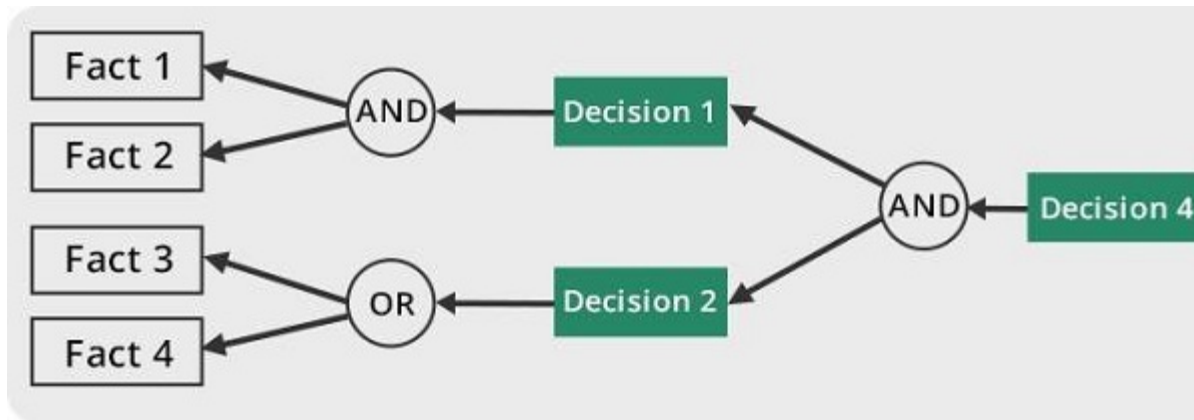 Fact 1
Fact 2
Fact 3
Fact 4
AND
OR
Decision 1
Decision 2
AND
Decision 4